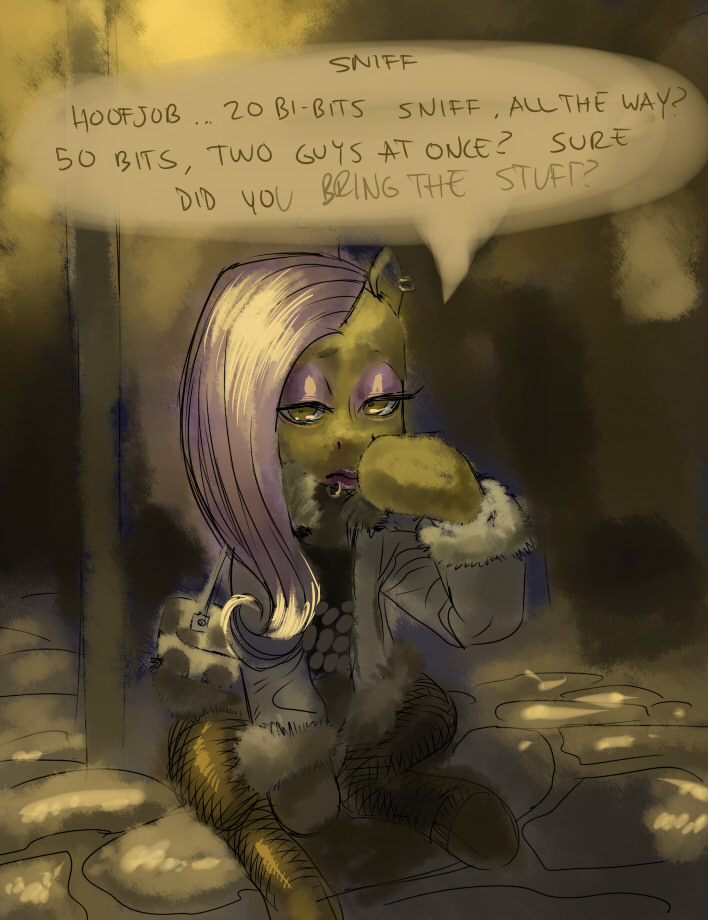 SNIFF
HOOFJOB ... 20 BI-BITS SNIFF, ALL THE WAY?
50 BITS, TWO GUYS AT ONCE? SURE
DID YOU BRING THE STUFF?